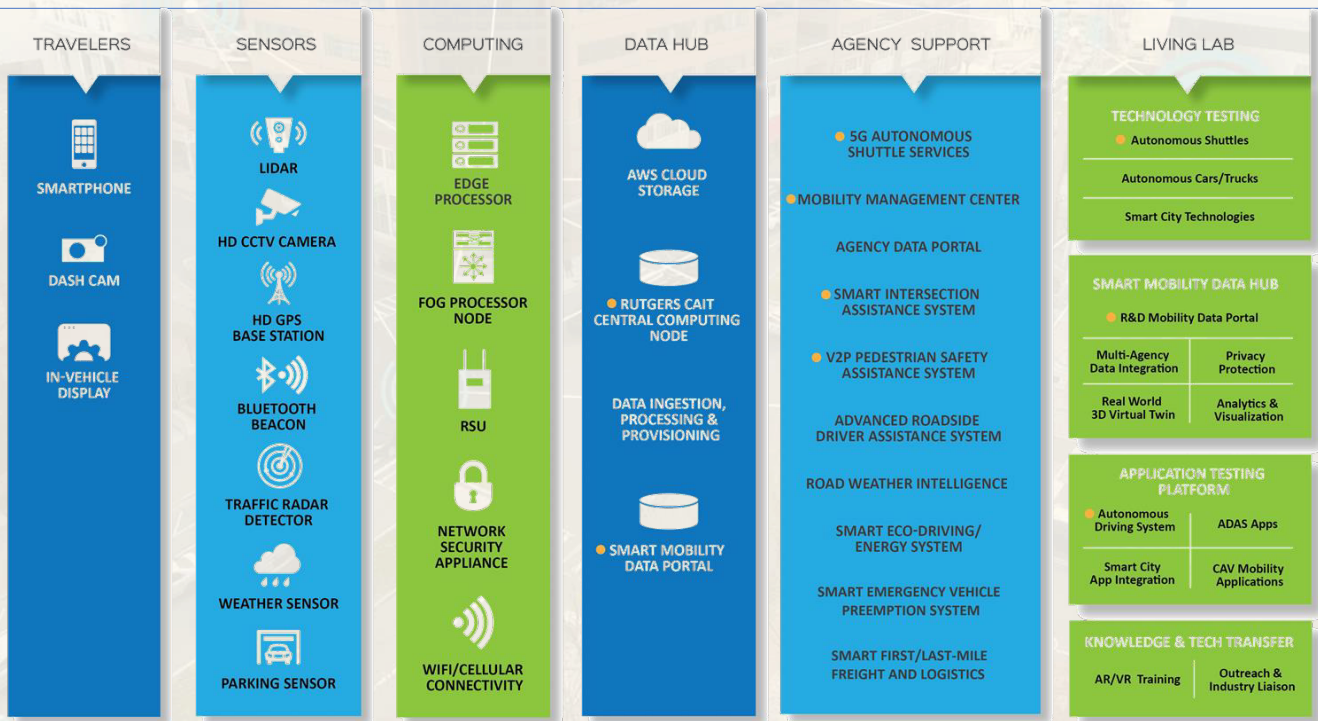 TRAVELERS
SMARTPHONE
DASH CAM
IN-VEHICLE
DISPLAY
SENSORS
LIDAR
HD CCTV CAMERA
HD GPS
BASE STATION
BLUETOOTH
BEACON
TRAFFIC RADAR
DETECTOR
WEATHER SENSOR
PARKING SENSOR
COMPUTING
EDGE
PROCESSOR
FOG PROCESSOR
NODE
RSU
NETWORK
SECURITY
APPLIANCE
WIFI/CELLULAR
CONNECTIVITY
DATA HUB
AWS CLOUD
STORAGE
RUTGERS CAIT
CENTRAL COMPUTING
NODE
DATA INGESTION,
PROCESSING &
PROVISIONING
SMART MOBILITY
DATA PORTAL
AGENCY SUPPORT
5G AUTONOMOUS
SHUTTLE SERVICES
MOBILITY MANAGEMENT CENTER
AGENCY DATA PORTAL
SMART INTERSECTION
ASSISTANCE SYSTEM
V2P PEDESTRIAN SAFETY
ASSISTANCE SYSTEM
ADVANCED ROADSIDE
DRIVER ASSISTANCE SYSTEM
ROAD WEATHER INTELLIGENCE
SMART ECO-DRIVING/
ENERGY SYSTEM
SMART EMERGENCY VEHICLE
PREEMPTION SYSTEM
SMART FIRST/LAST-MILE
FREIGHT AND LOGISTICS
LIVING LAB
TECHNOLOGY TESTING
Autonomous Shuttles
Autonomous Cars/Trucks
Smart City Technologies
SMART MOBILITY DATA HUB
R&D Mobility Data Portal
Multi-Agency
Data Integration
Privacy
Protection
Real World
3D Virtual Twin
Analytics &
Visualization
APPLICATION TESTING
PLATFORM
Autonomous
Driving System
ADAS Apps
Smart City
App Integration
CAV Mobility
Applications
KNOWLEDGE & TECH TRANSFER
AR/VR Training
Outreach &
Industry Liaison